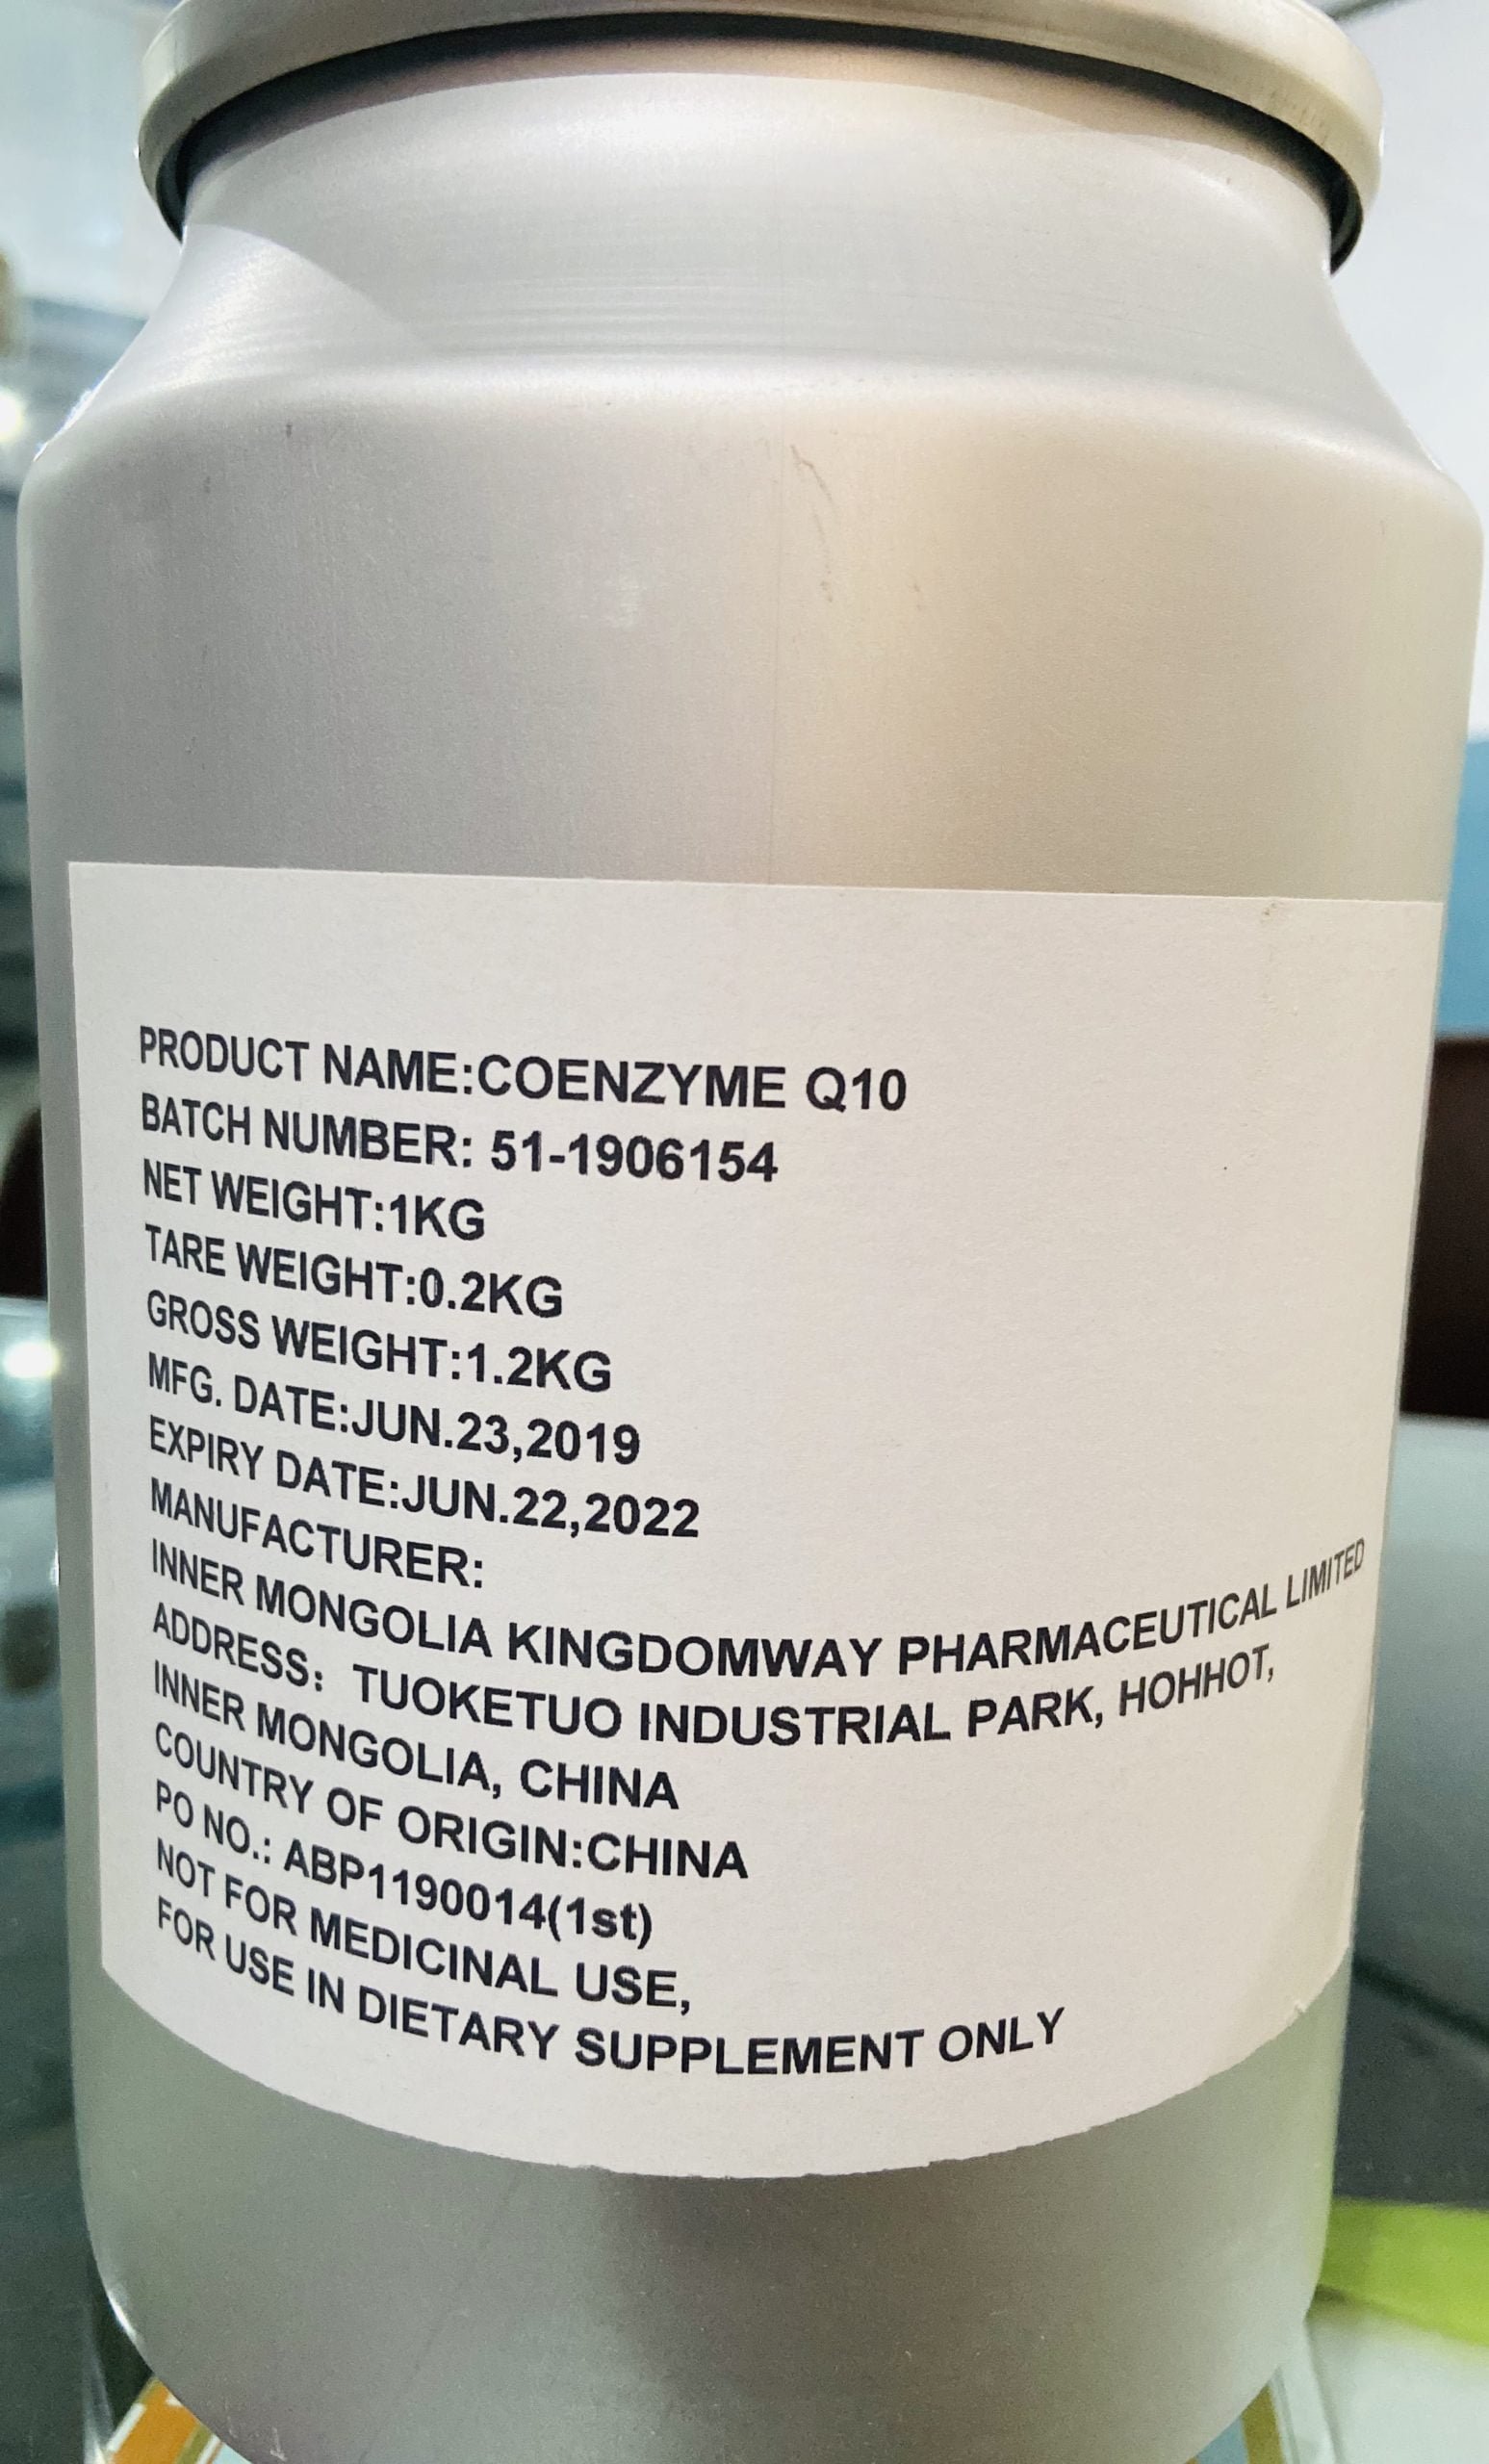 PRODUCT NAME:COENZYME Q10
BATCH NUMBER: 51-1906154
NET WEIGHT:1KG
TARE WEIGHT:0.2KG
GROSS WEIGHT:1.2KG
MFG. DATE:JUN.23,2019
EXPIRY DATE:JUN.22,2022
MANUFACTURER:
INNER MONGOLIA KINGDOMWAY PHARMACEUTICAL LIMITED
ADDRESS：TUOKETUO INDUSTRIAL PARK, HOHHOT,
INNER MONGOLIA, CHINA
COUNTRY OF ORIGIN:CHINA
PO NO.: ABP1190014(1st)
NOT FOR MEDICINAL USE,
FOR USE IN DIETARY SUPPLEMENT ONLY